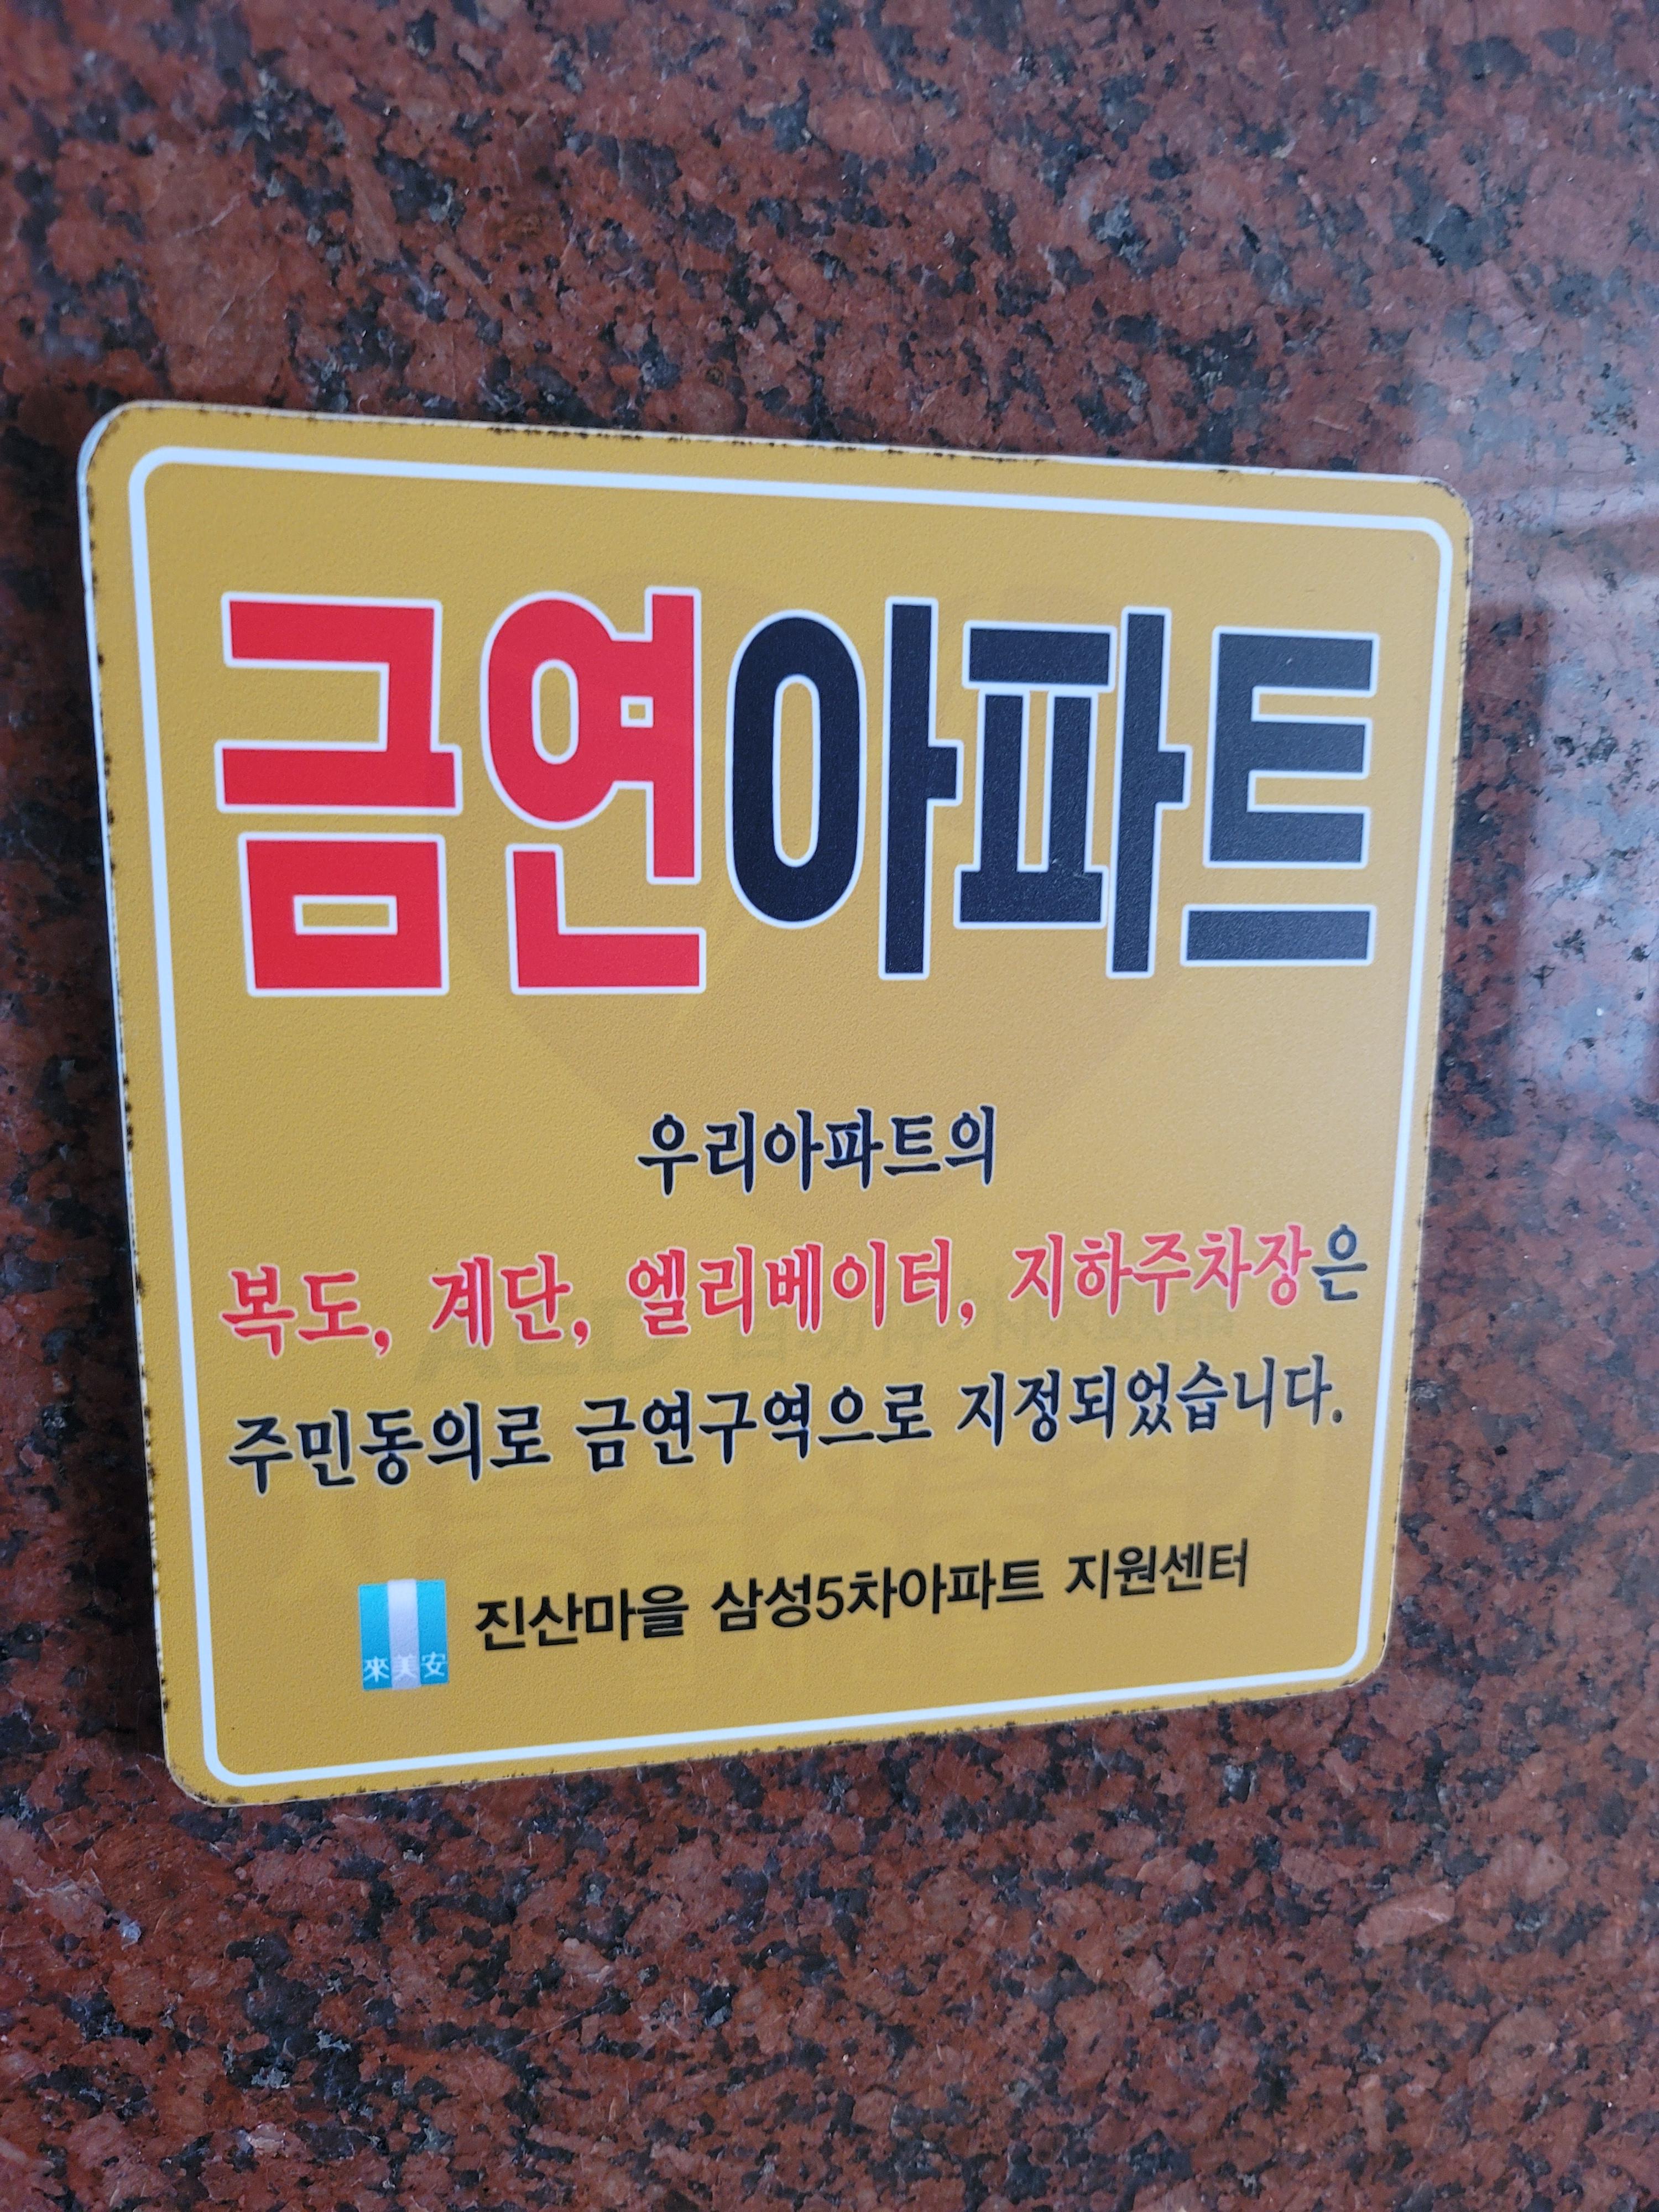 금연아파트
우리아파트의
복도, 계단, 엘리베이터, 지하주차장은
주민동의로 금연구역으로 지정되었습니다.
來美安 진산마을 삼성5차아파트 지원센터